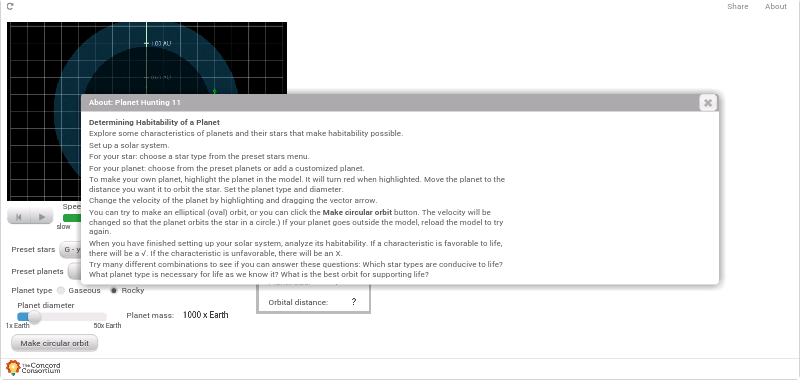 Share About
1.00 AU
About: Planet Hunting 11
Determining Habitability of a Planet
Explore some characteristics of planets and their stars that make habitability possible.
Set up a solar system.
For your star: choose a star type from the preset stars menu.
For your planet: choose from the preset planets or add a customized planet.
To make your own planet, highlight the planet in the model. It will turn red when highlighted. Move the planet to the
distance you want it to orbit the star. Set the planet type and diameter.
Change the velocity of the planet by highlighting and dragging the vector arrow.
You can try to make an elliptical (oval) orbit, or you can click the Make circular orbit button. The velocity will be
changed so that the planet orbits the star in a circle.) If your planet goes outside the model, reload the model to try
again.
When you have finished setting up your solar system, analyze its habitability. If a characteristic is favorable to life,
there will be a √. If the characteristic is unfavorable, there will be an X.
Try many different combinations to see if you can answer these questions: Which star types are conducive to life?
What planet type is necessary for life as we know it? What is the best orbit for supporting life?
Spee
slow
Preset stars G - y
Preset planets
Planet type Gaseous Rocky
Orbital distance: ?
Planet diameter
1x Earth 50x Earth
Planet mass: 1000 x Earth
Make circular orbit
The Concord
Consortium